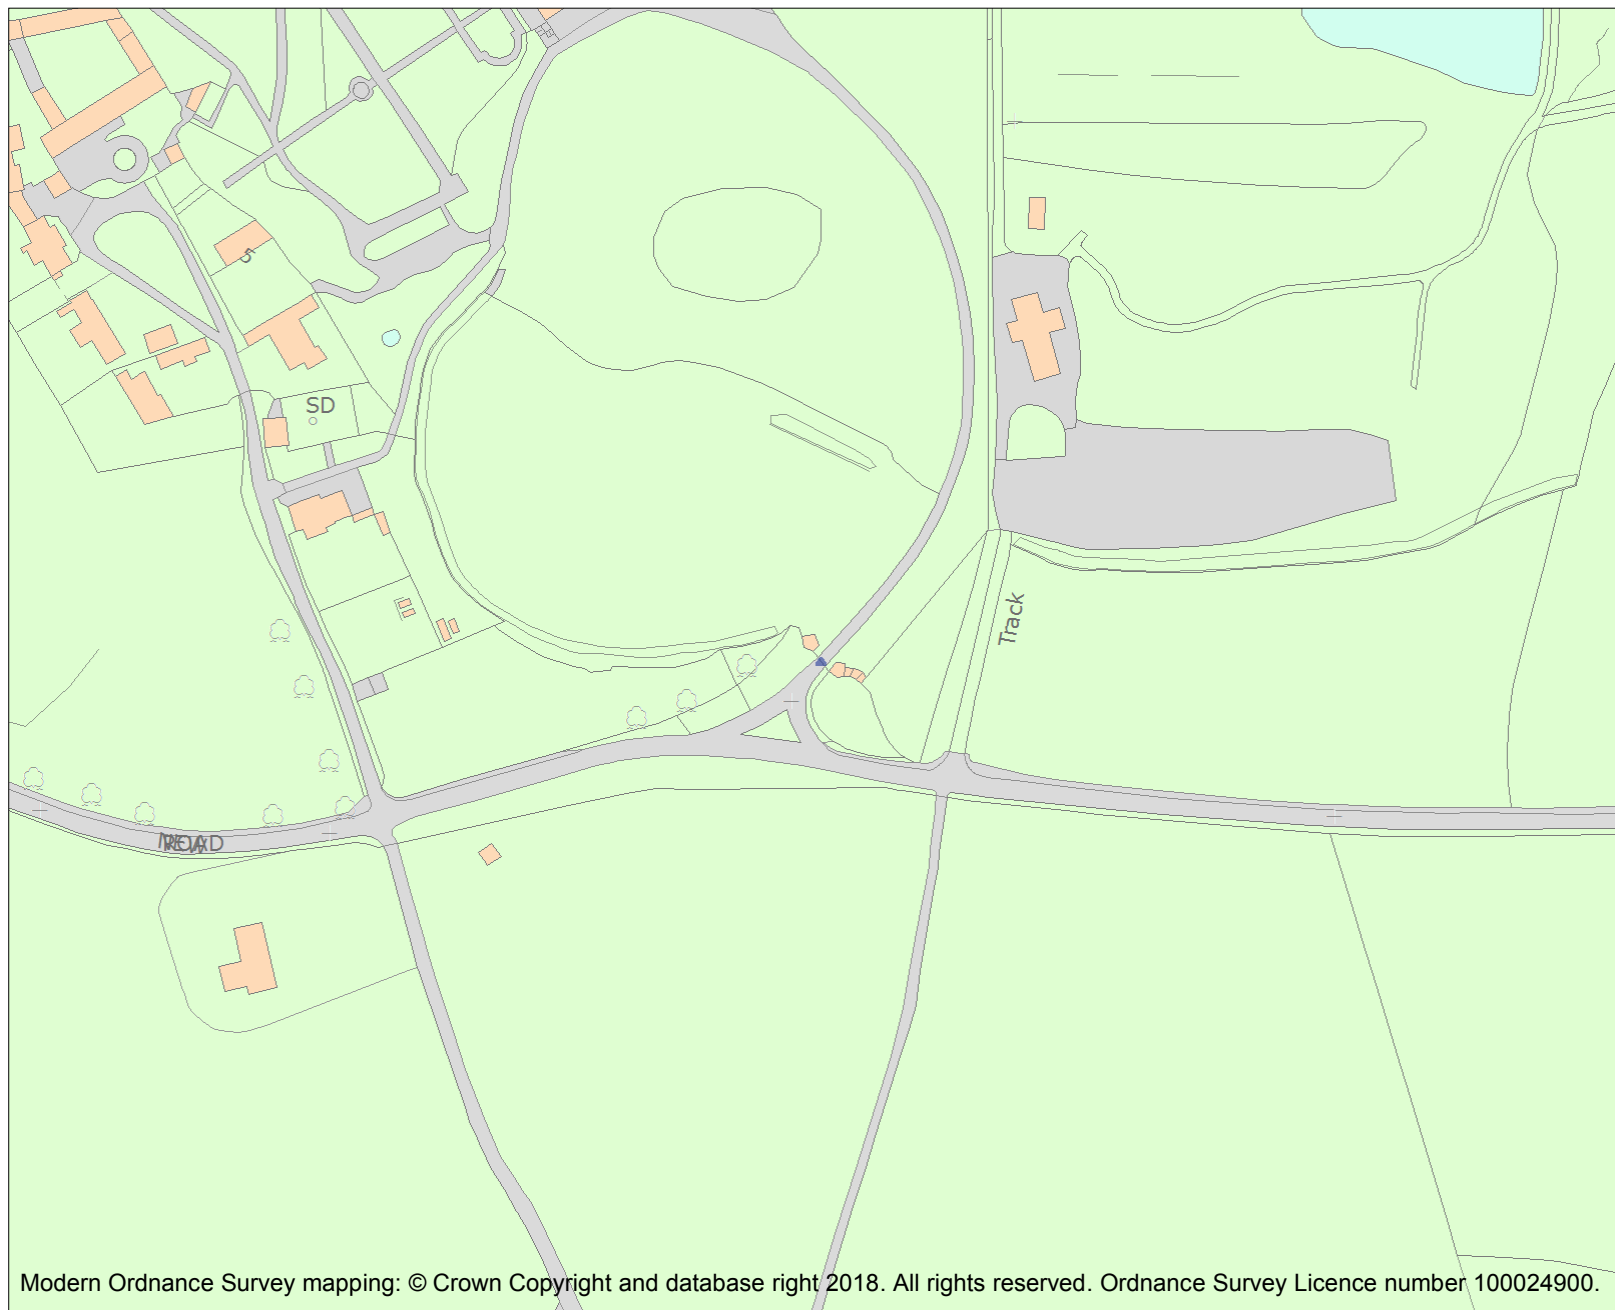 5
SD
Track
ROAD
Modern Ordnance Survey mapping: © Crown Copyright and database right 2018. All rights reserved. Ordnance Survey Licence number 100024900.